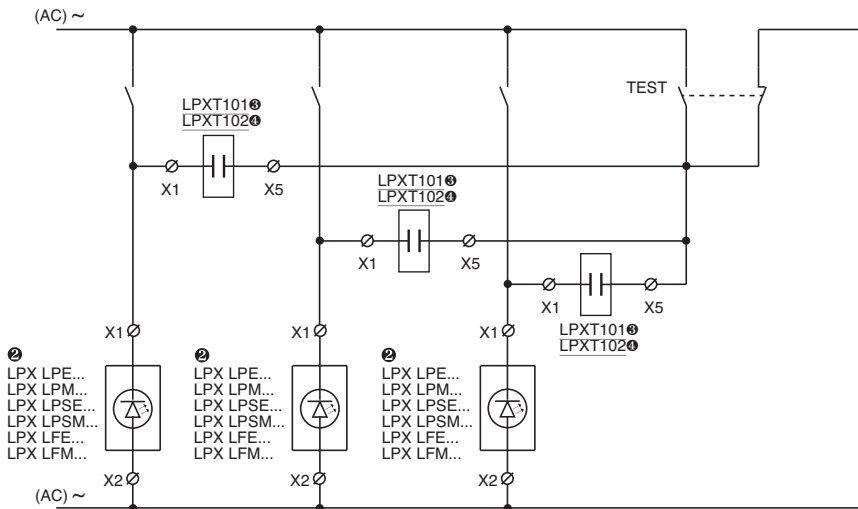 (AC) ~
TEST
LPXT101❸
LPXT102❹
X1
X5
LPXT101❸
LPXT102❹
X1
X5
X1
X5
LPXT101❸
LPXT102❹
X1
X1
X1
❷
LPX LPE...
LPX LPM...
LPX LPSE...
LPX LPSM...
LPX LFE...
LPX LFM...
❷
LPX LPE...
LPX LPM...
LPX LPSE...
LPX LPSM...
LPX LFE...
LPX LFM...
❷
LPX LPE...
LPX LPM...
LPX LPSE...
LPX LPSM...
LPX LFE...
LPX LFM...
X2
X2
X2
(AC) ~